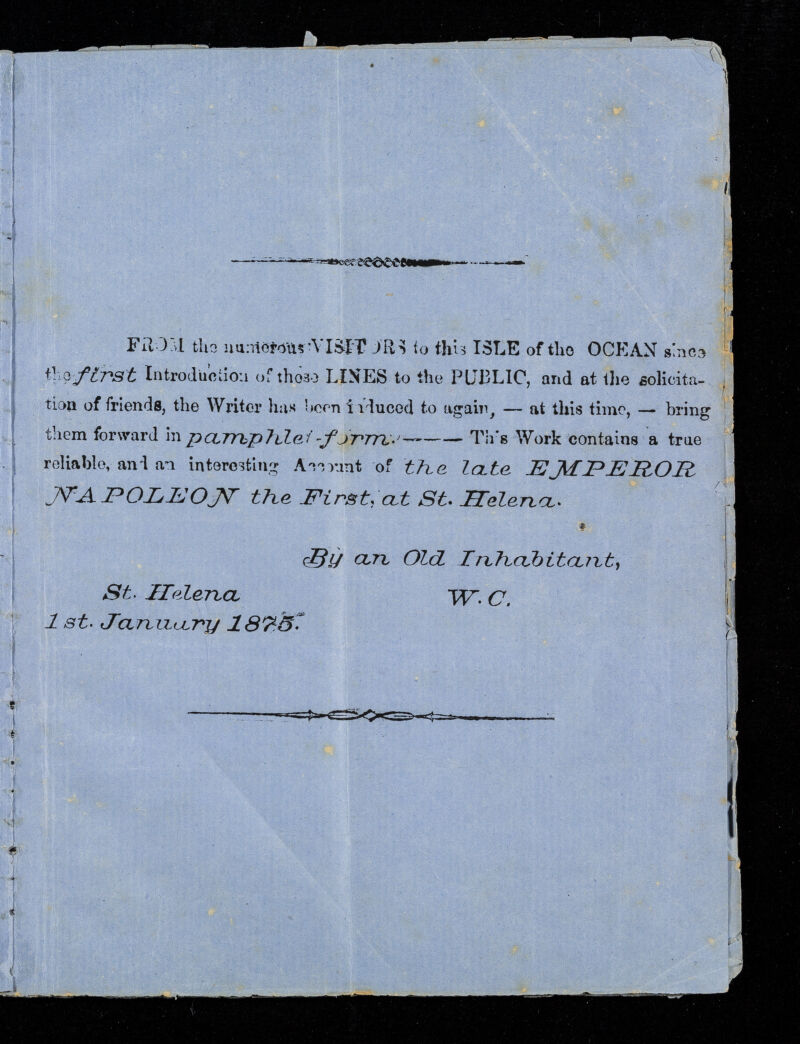 FROM the numerous VISITORS to this ISLE of the OCEAN since
the first Introduction of these LINES to the PUBLIC, and at the solicita-
tion of friends, the Writer has been induced to again, — at this time, — bring
them forward in pamphlet-form. ——— This Work contains a true
reliable, and an interesting Account of the late EMPEROR
NAPOLEON the First, at St. Helena.
By an Old Inhabitant,
St. Helena W. C.
1st. January 1875.